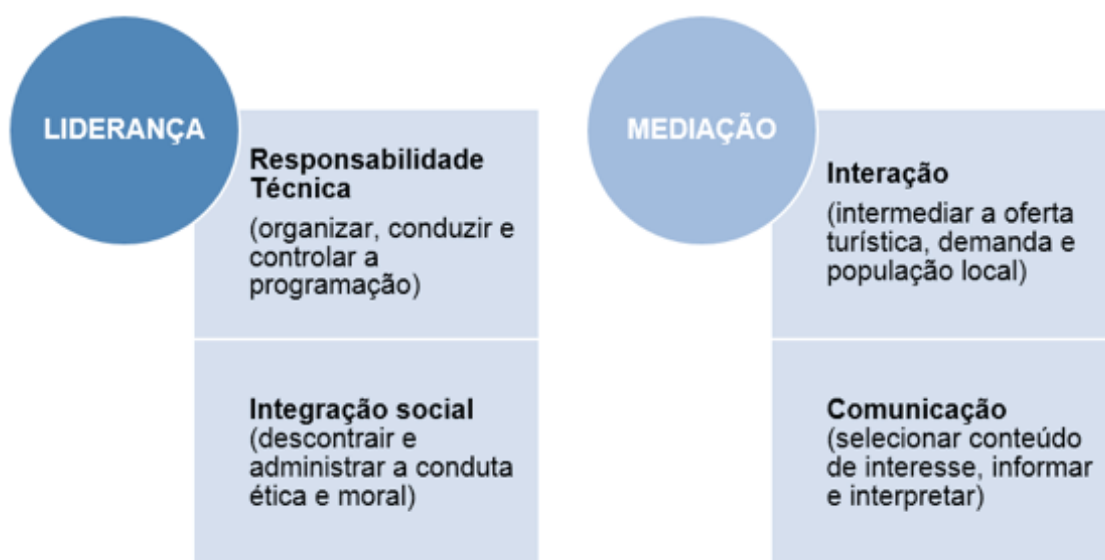 LIDERANÇA
Responsabilidade
Técnica
(organizar, conduzir e
controlar a
programação)
Integração social
(descontrair e
administrar a conduta
ética e moral)
MEDIAÇÃO
Interação
(intermediar a oferta
turística, demanda e
população local)
Comunicação
(selecionar conteúdo
de interesse, informar
e interpretar)